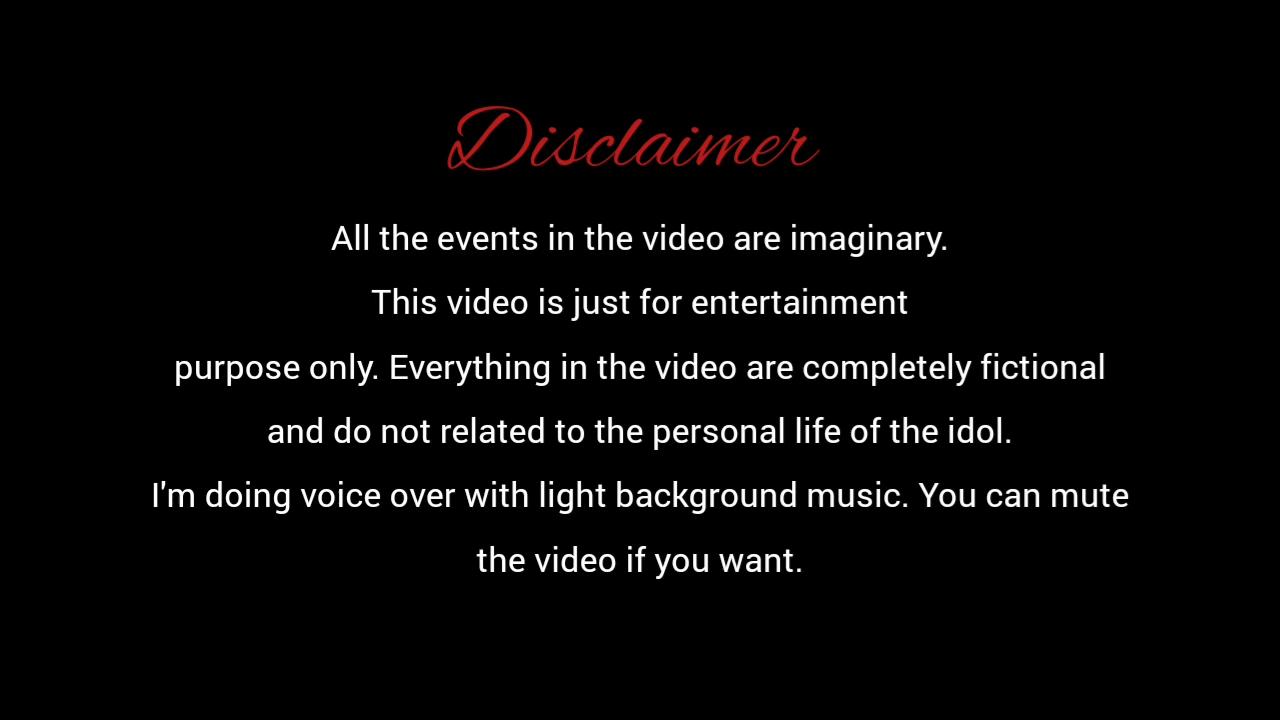 Disclaimer
All the events in the video are imaginary.
This video is just for entertainment
purpose only. Everything in the video are completely fictional
and do not related to the personal life of the idol.
I'm doing voice over with light background music. You can mute
the video if you want.